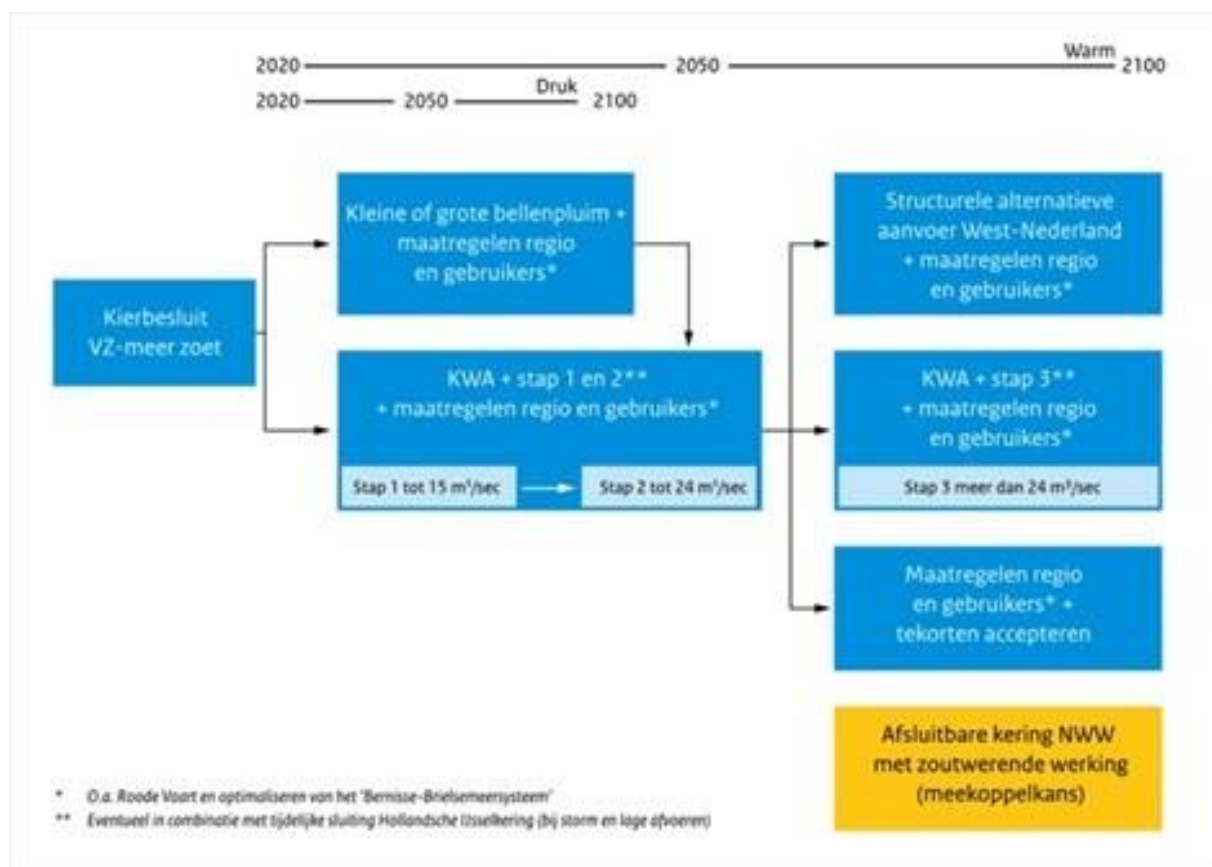 Warm
2020 2050 2100
Druk
2020 2050 2100
Kierbesluit
VZ-meer zoet
Kleine of grote bellenpluim +
maatregelen regio
en gebruikers*
KWA + stap 1 en 2**
+ maatregelen regio en gebruikers*
Stap 1 tot 15 m³/sec
Stap 2 tot 24 m³/sec
Structurele alternatieve
aanvoer West-Nederland
+ maatregelen regio
en gebruikers*
KWA + stap 3**
+ maatregelen regio
en gebruikers*
Stap 3 meer dan 24 m³/sec
Maatregelen regio
en gebruikers* +
tekorten accepteren
Afsluitbare kering NWW
met zoutwerende werking
(meekoppelkans)
* O.a. Roode Vaart en optimaliseren van het 'Bernisse-Brielsemeersysteem'
** Eventueel in combinatie met tijdelijke sluiting Hollandsche IJsselkering (bij storm en lage afvoeren)